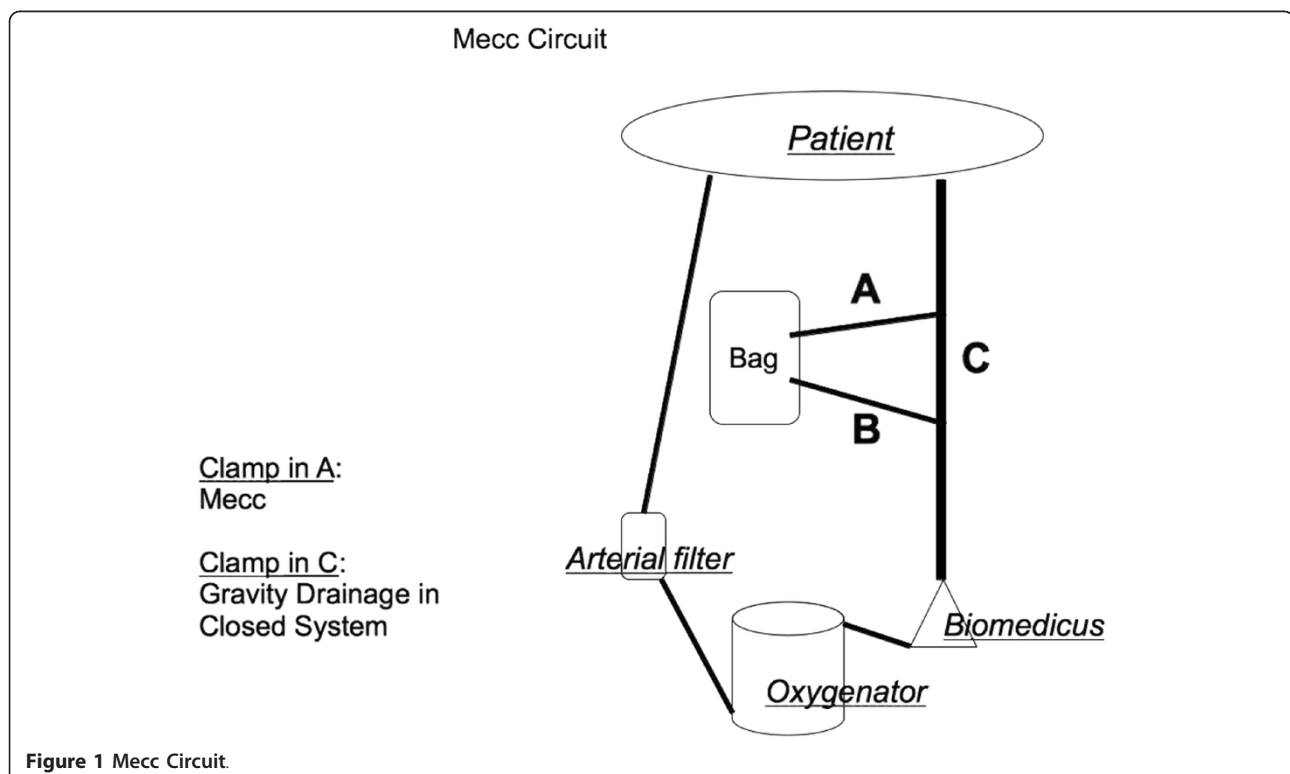 Mecc Circuit
Patient
A
Bag
C
B
Clamp in A:
Mecc
Arterial filter
Clamp in C:
Gravity Drainage in
Closed System
Biomedicus
Oxygenator
Figure 1 Mecc Circuit.